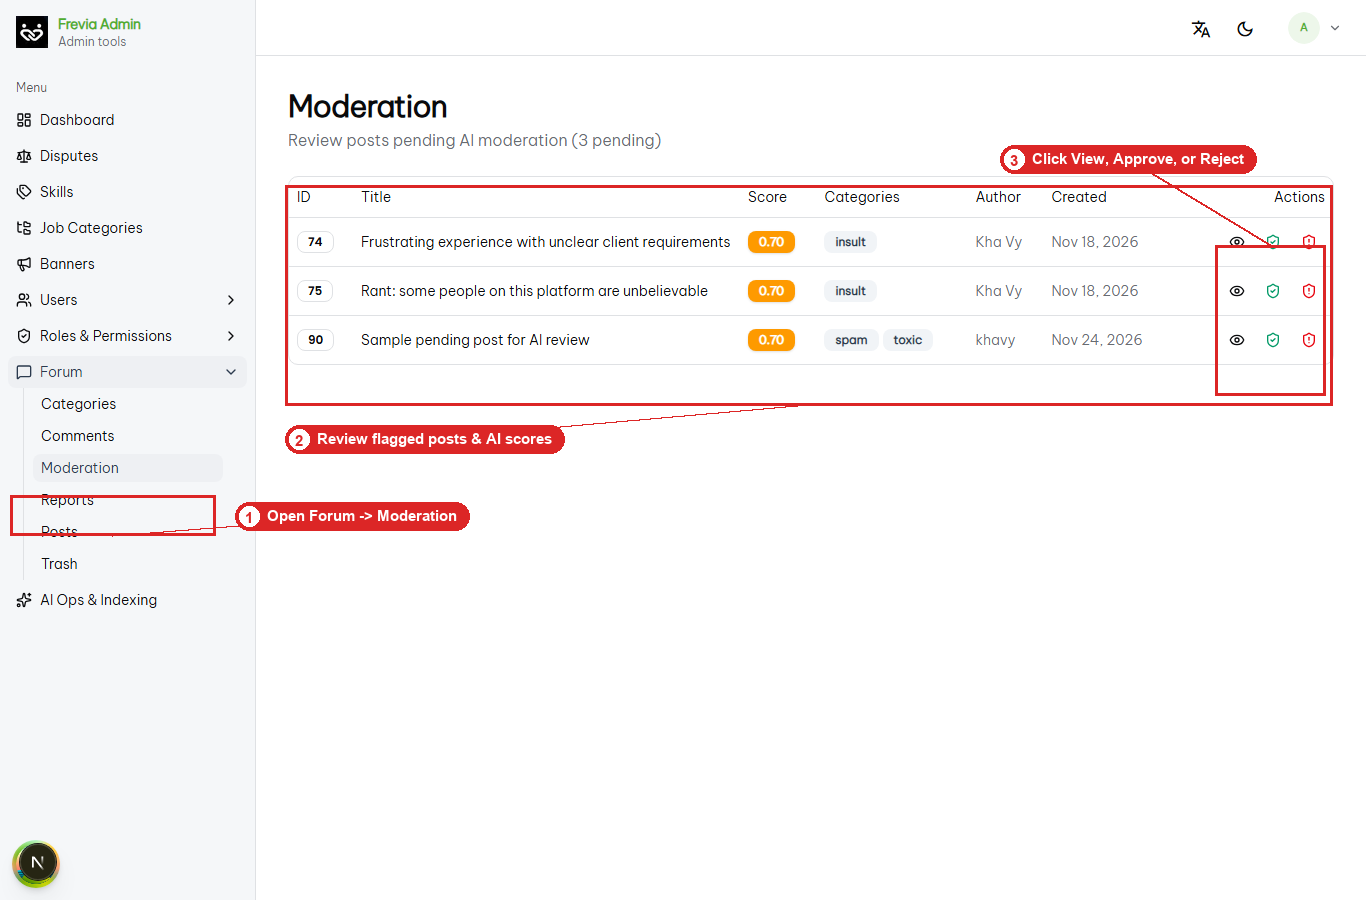 Frevia Admin
Admin tools
A
Menu
Dashboard
Disputes
Skills
Job Categories
Banners
Users
Roles & Permissions
Forum
Categories
Comments
Moderation
Reports
Posts
Trash
AI Ops & Indexing
N
Moderation
Review posts pending AI moderation (3 pending)
3 Click View, Approve, or Reject
ID Title Score Categories Author Created Actions
74 Frustrating experience with unclear client requirements 0.70 insult Kha Vy Nov 18, 2026
75 Rant: some people on this platform are unbelievable 0.70 insult Kha Vy Nov 18, 2026
90 Sample pending post for AI review 0.70 spam toxic khavy Nov 24, 2026
2 Review flagged posts & AI scores
1 Open Forum -> Moderation